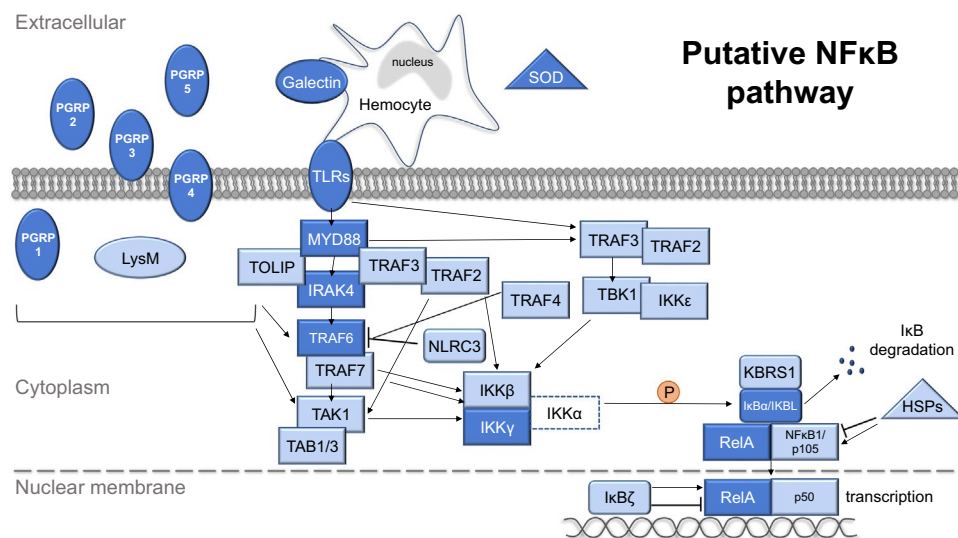 Extracellular
Putative NFκB
pathway
PGRP
5
PGRP
2
PGRP
3
PGRP
4
PGRP
1
Galectin
nucleus
Hemocyte
SOD
TLRs
LysM
MYD88
TOLIP
TRAF3
IRAK4
TRAF2
TRAF3
TRAF2
TBK1
IKKε
TRAF4
TRAF6
NLRC3
TRAF7
Cytoplasm
TAK1
TAB1/3
IKKβ
IKKγ
IKKα
P
IκB
degradation
KBRS1
IκBα/IKBL
HSPs
RelA
NFκB1/
p105
Nuclear membrane
IκBζ
RelA
p50
transcription